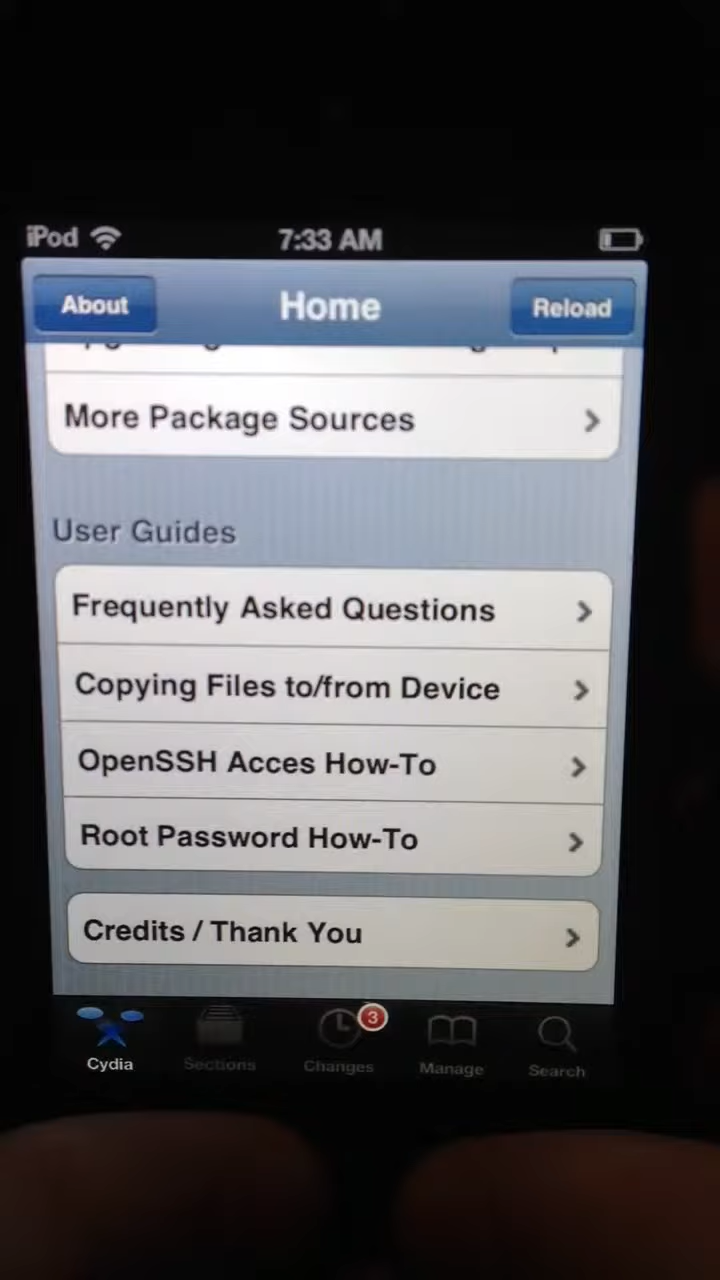 iPod
7:33 AM
About
Home
Reload
More Package Sources
User Guides
Frequently Asked Questions
Copying Files to/from Device
OpenSSH Acces How-To
Root Password How-To
Credits / Thank You
3
Cydia
Sections
Changes
Manage
Search